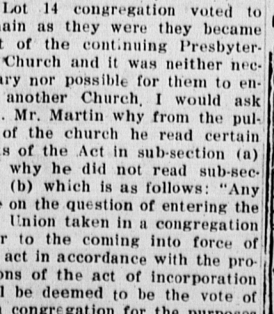 Lot 14 congregation voted to
ain as they were they became
t of the continuing Presbyter-
Church and it was neither nec-
ary nor possible for them to en-
another Church. I would ask
. Mr. Martin why from the pul-
of the church he read certain
s of the Act in sub-section (a)
why he did not read sub-sec-
(b) which is as follows: "Any
e on the question of entering the
Union taken in a congregation
r to the coming into force of
act in accordance with the pro-
ons of the act of incorporation
l be deemed to be the vote of
congregation for the purposes